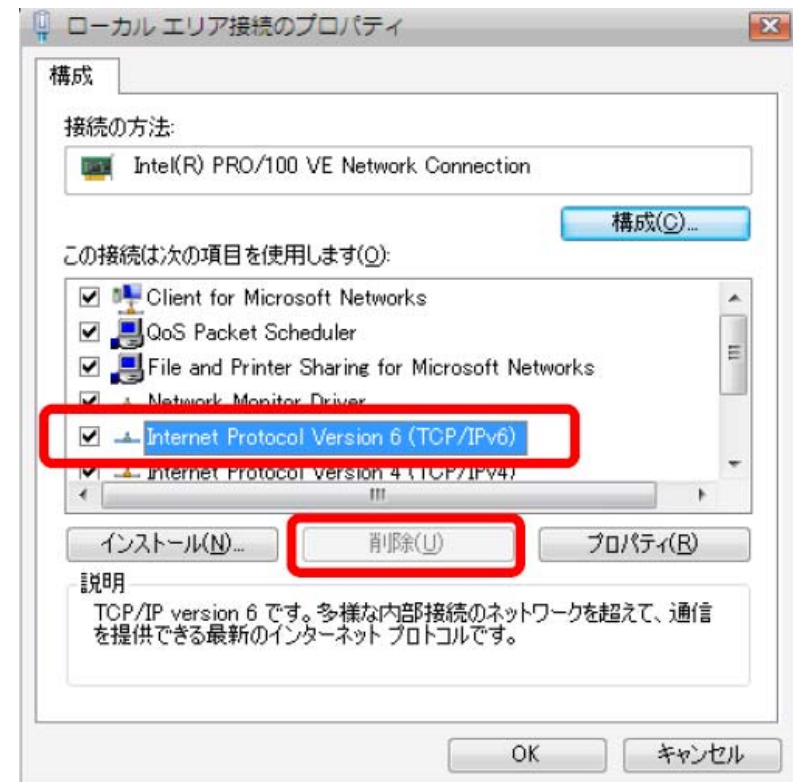 ローカル エリア接続のプロパティ
構成
接続の方法:
Intel(R) PRO/100 VE Network Connection
構成(C)...
この接続は次の項目を使用します(O):
Client for Microsoft Networks
QoS Packet Scheduler
File and Printer Sharing for Microsoft Networks
Network Monitor Driver
Internet Protocol Version 6 (TCP/IPv6)
Internet Protocol Version 4 (TCP/IPv4)
インストール(N)...
削除(U)
プロパティ(R)
説明
TCP/IP version 6 です。多様な内部接続のネットワークを超えて、通信
を提供できる最新のインターネット プロトコルです。
OK
キャンセル